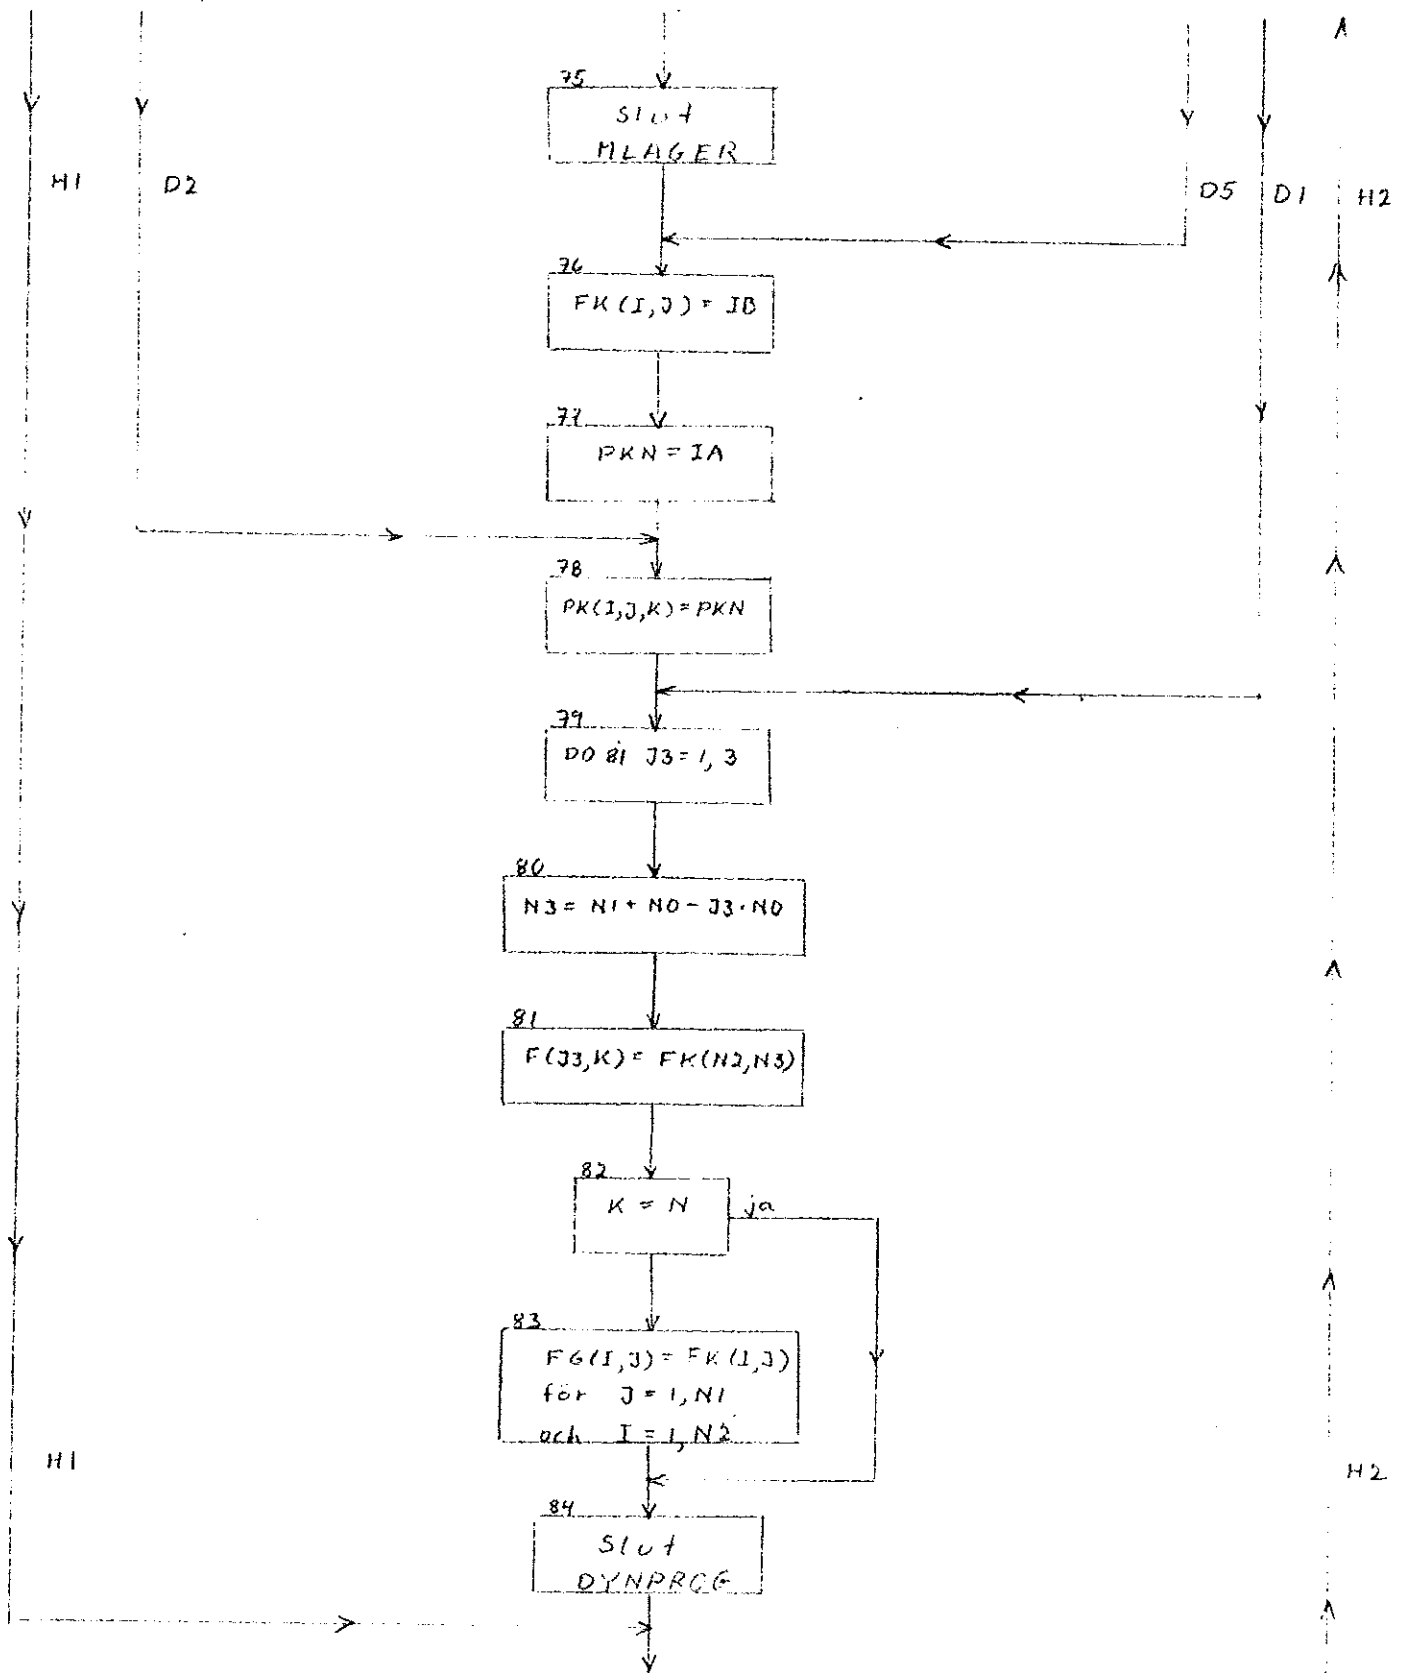 75
Slut
MLAGER
H1
D2
D5
D1
H2
76
FK(I,J) = IB
77
PKN = IA
78
PK(I,J,K) = PKN
79
DO 81 J3 = 1, 3
80
N3 = N1 + N0 - J3·N0
81
F(J3,K) = FK(N2,N3)
82
K = N
ja
83
FG(I,J) = FK(I,J)
för J = 1, N1
och I = 1, N2
H1
H2
84
Slut
DYNPROG